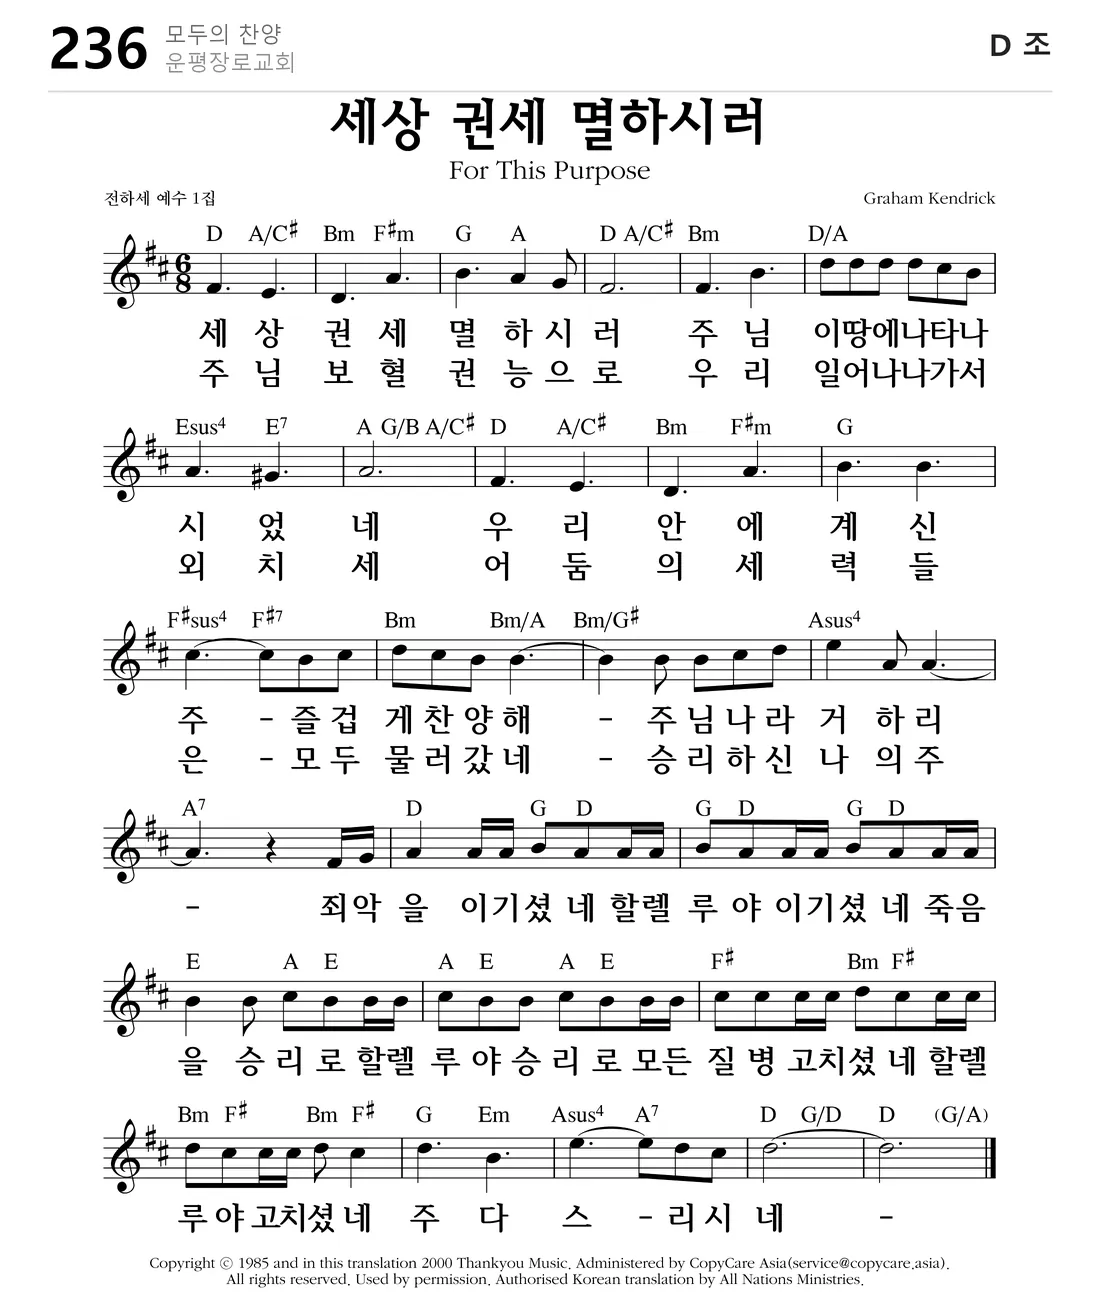 236
모두의 찬양
운평장로교회
D 조
세상 권세 멸하시러
For This Purpose
전하세 예수 1집
Graham Kendrick
D A/C♯ Bm F♯m G A D A/C♯ Bm D/A
6
8
세 상 권 세 멸 하 시 러 주 님 이땅에나타나
주 님 보 혈 권 능 으 로 우 리 일어나나가서
Esus4 E7 A G/B A/C♯ D A/C♯ Bm F♯m G
시 었 네 우 리 안 에 계 신
외 치 세 어 둠 의 세 력 들
F♯sus4 F♯7 Bm Bm/A Bm/G♯ Asus4
주 - 즐 겁 게 찬 양 해 - 주 님 나 라 거 하 리
은 - 모 두 물 러 갔 네 - 승 리 하 신 나 의 주
A7 D G D G D G D
- 죄악 을 이기셨 네 할렐 루 야 이기셨 네 죽음
E A E A E A E F♯ Bm F♯
을 승 리 로 할렐 루 야 승 리 로 모든 질 병 고치셨 네 할렐
Bm F♯ Bm F♯ G Em Asus4 A7 D G/D D (G/A)
루 야 고치셨 네 주 다 스 - 리 시 네 -
Copyright ⓒ 1985 and in this translation 2000 Thankyou Music. Administered by CopyCare Asia(service@copycare.asia).
All rights reserved. Used by permission. Authorised Korean translation by All Nations Ministries.